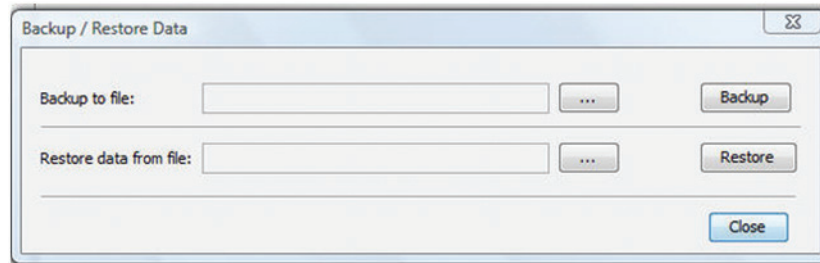 Backup / Restore Data
Backup to file: ... Backup
Restore data from file: ... Restore
Close